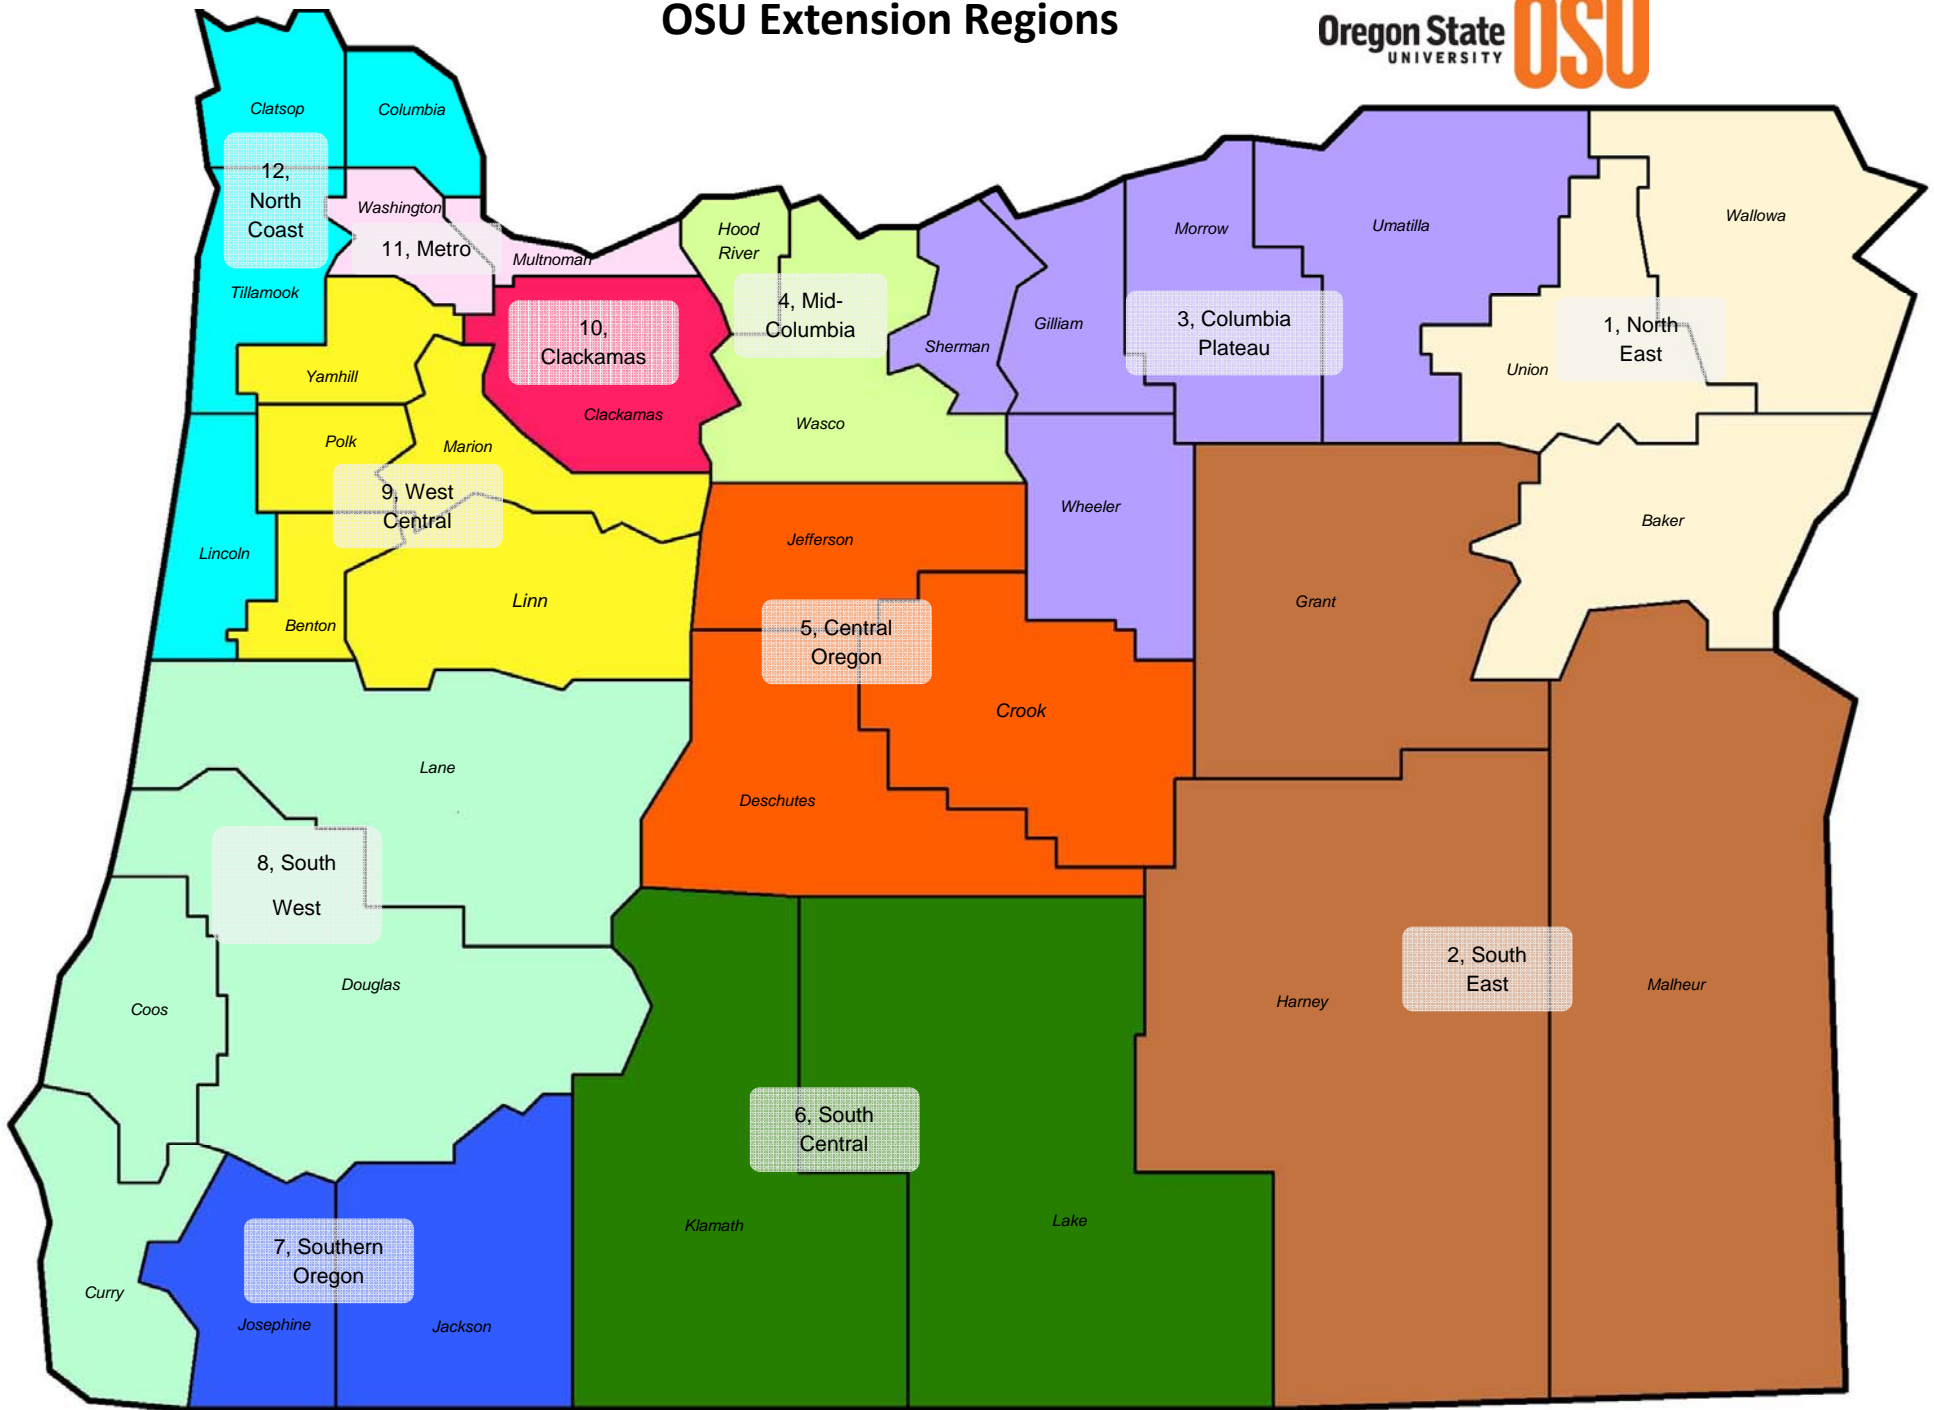 OSU Extension Regions
Oregon State
UNIVERSITY
OSU
Clatsop
Columbia
12,
North
Coast
Washington
11, Metro
Multnoman
Tillamook
Hood
River
4, Mid-
Columbia
Sherman
Gilliam
Morrow
Umatilla
3, Columbia
Plateau
Wallowa
1, North
East
Union
10,
Clackamas
Clackamas
Yamhill
Wasco
Polk
Marion
9, West
Central
Wheeler
Baker
Lincoln
Jefferson
Linn
Grant
Benton
5, Central
Oregon
Crook
Lane
Deschutes
8, South
West
2, South
East
Douglas
Coos
Harney
Malheur
6, South
Central
Klamath
Lake
7, Southern
Oregon
Curry
Josephine
Jackson